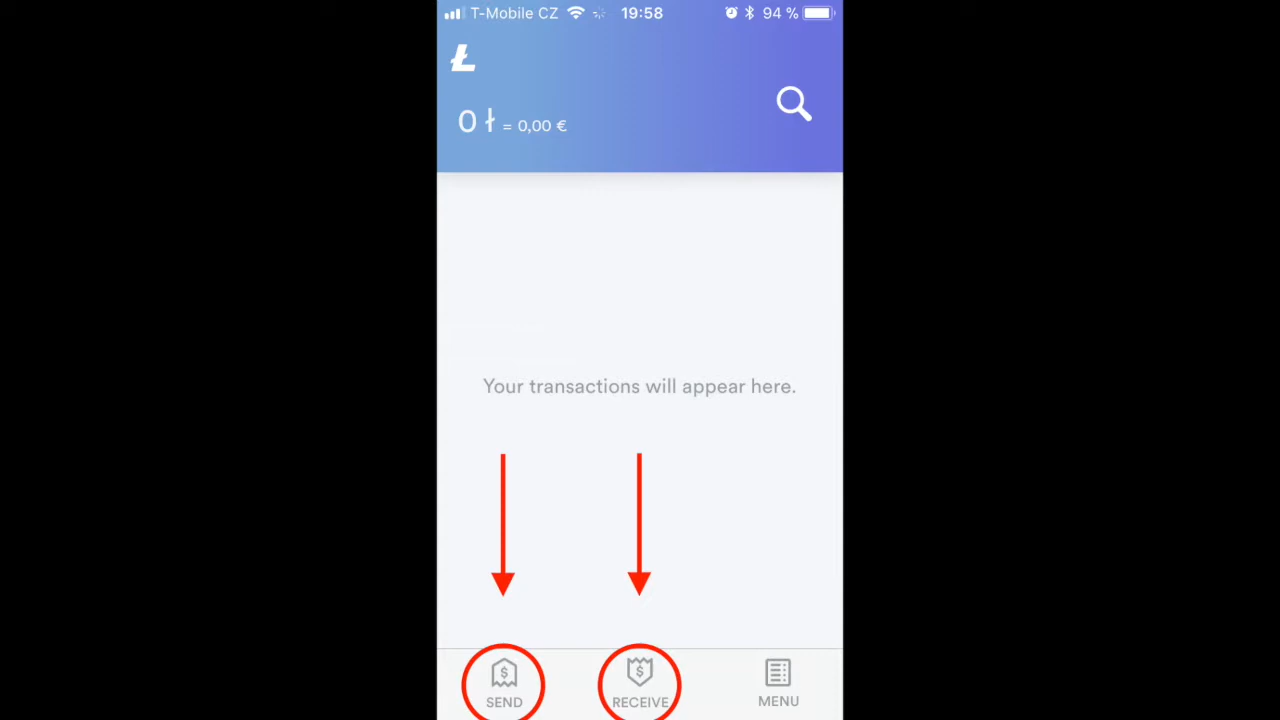 T-Mobile CZ 19:58 94 %
Ł
0 ł = 0,00 €
Your transactions will appear here.
SEND RECEIVE MENU